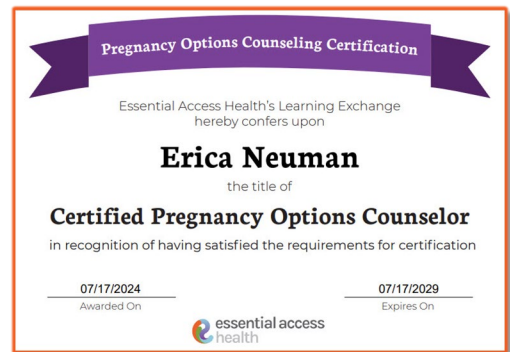 Pregnancy Options Counseling Certification
Essential Access Health's Learning Exchange
hereby confers upon
Erica Neuman
the title of
Certified Pregnancy Options Counselor
in recognition of having satisfied the requirements for certification
07/17/2024
Awarded On
07/17/2029
Expires On
essential access
health